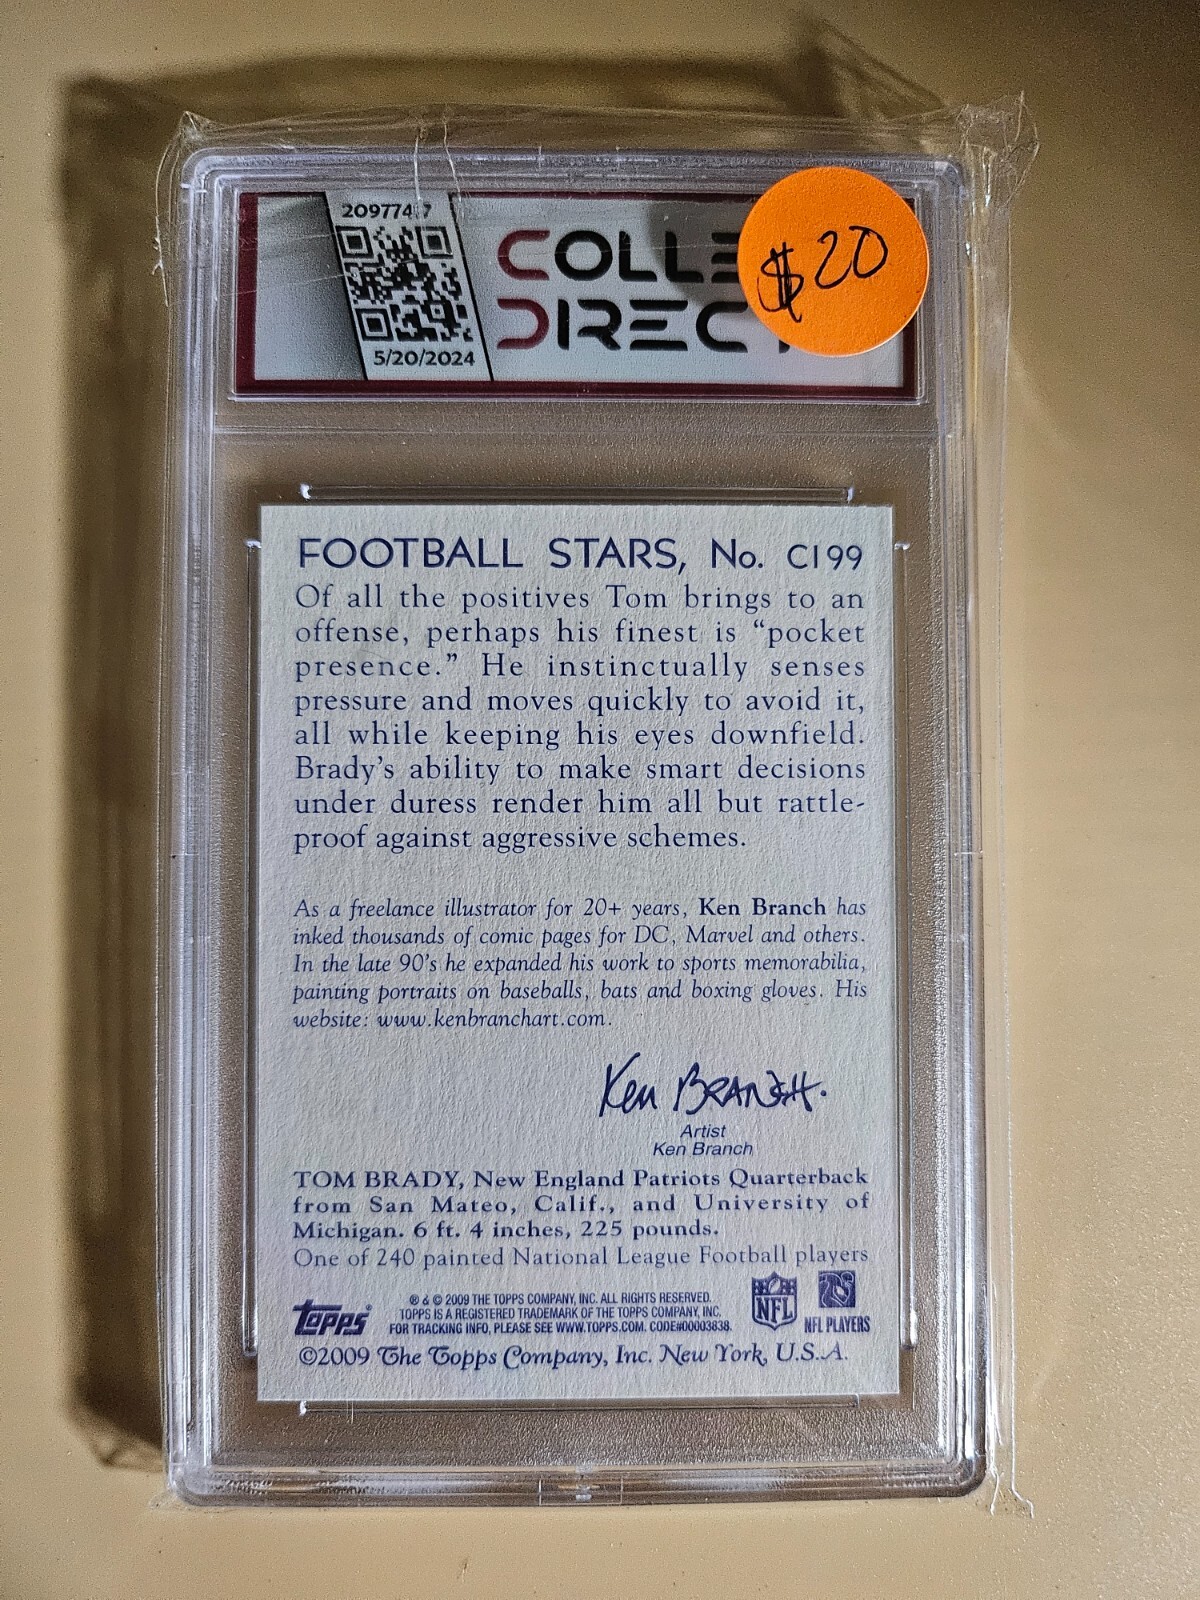 2097747
COLLE
DIREC
5/20/2024
$20
FOOTBALL STARS, No. C199
Of all the positives Tom brings to an
offense, perhaps his finest is “pocket
presence.” He instinctually senses
pressure and moves quickly to avoid it,
all while keeping his eyes downfield.
Brady’s ability to make smart decisions
under duress render him all but rattle-
proof against aggressive schemes.
As a freelance illustrator for 20+ years, Ken Branch has
inked thousands of comic pages for DC, Marvel and others.
In the late 90’s he expanded his work to sports memorabilia,
painting portraits on baseballs, bats and boxing gloves. His
website: www.kenbranchart.com.
Ken BRANCH.
Artist
Ken Branch
TOM BRADY, New England Patriots Quarterback
from San Mateo, Calif., and University of
Michigan. 6 ft. 4 inches, 225 pounds.
One of 240 painted National League Football players
Topps®
® & © 2009 THE TOPPS COMPANY, INC. ALL RIGHTS RESERVED.
TOPPS IS A REGISTERED TRADEMARK OF THE TOPPS COMPANY, INC.
FOR TRACKING INFO, PLEASE SEE WWW.TOPPS.COM. CODE#00003838.
NFL
NFL PLAYERS
©2009 The Topps Company, Inc. New York, U.S.A.